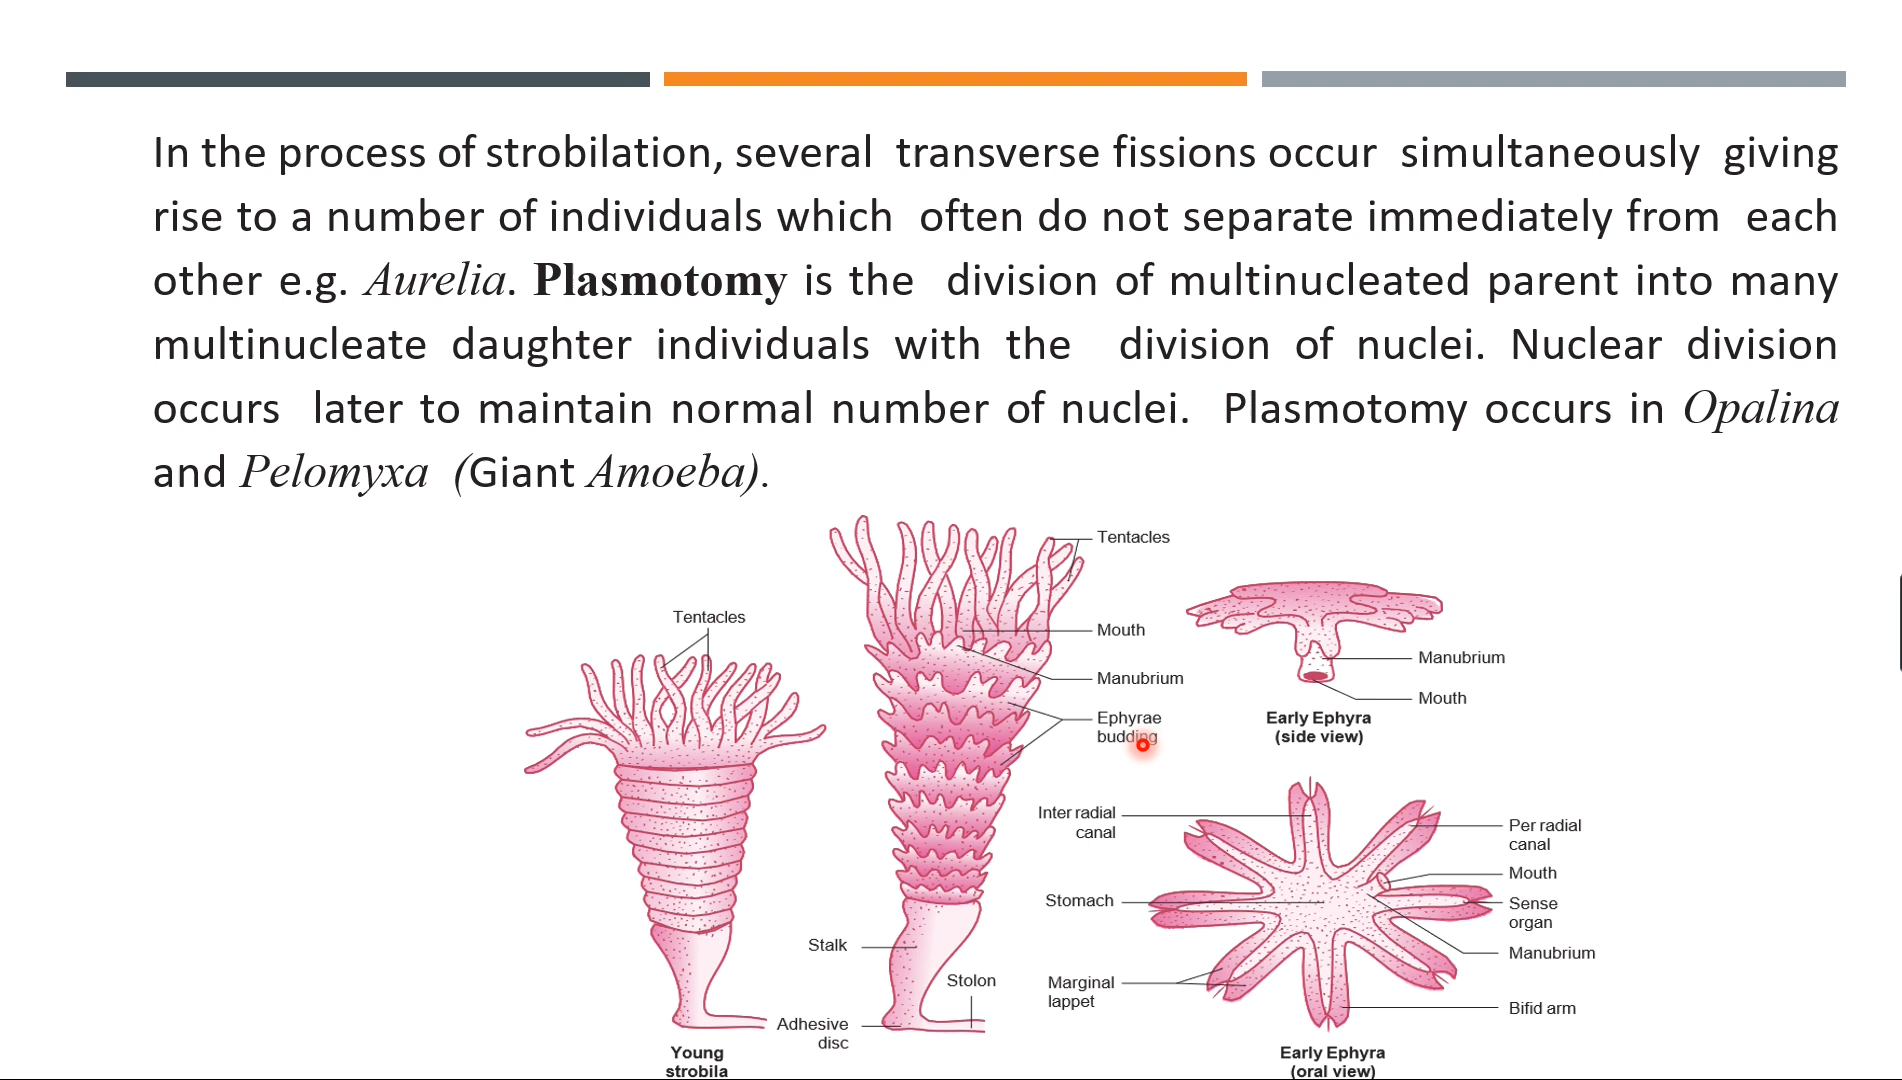 In the process of strobilation, several transverse fissions occur simultaneously giving
rise to a number of individuals which often do not separate immediately from each
other e.g. Aurelia. Plasmotomy is the division of multinucleated parent into many
multinucleate daughter individuals with the division of nuclei. Nuclear division
occurs later to maintain normal number of nuclei. Plasmotomy occurs in Opalina
and Pelomyxa (Giant Amoeba).
Tentacles
Young
strobila
Tentacles
Mouth
Manubrium
Ephyrae
budding
Stalk
Stolon
Adhesive
disc
Manubrium
Mouth
Early Ephyra
(side view)
Inter radial
canal
Stomach
Marginal
lappet
Per radial
canal
Mouth
Sense
organ
Manubrium
Bifid arm
Early Ephyra
(oral view)